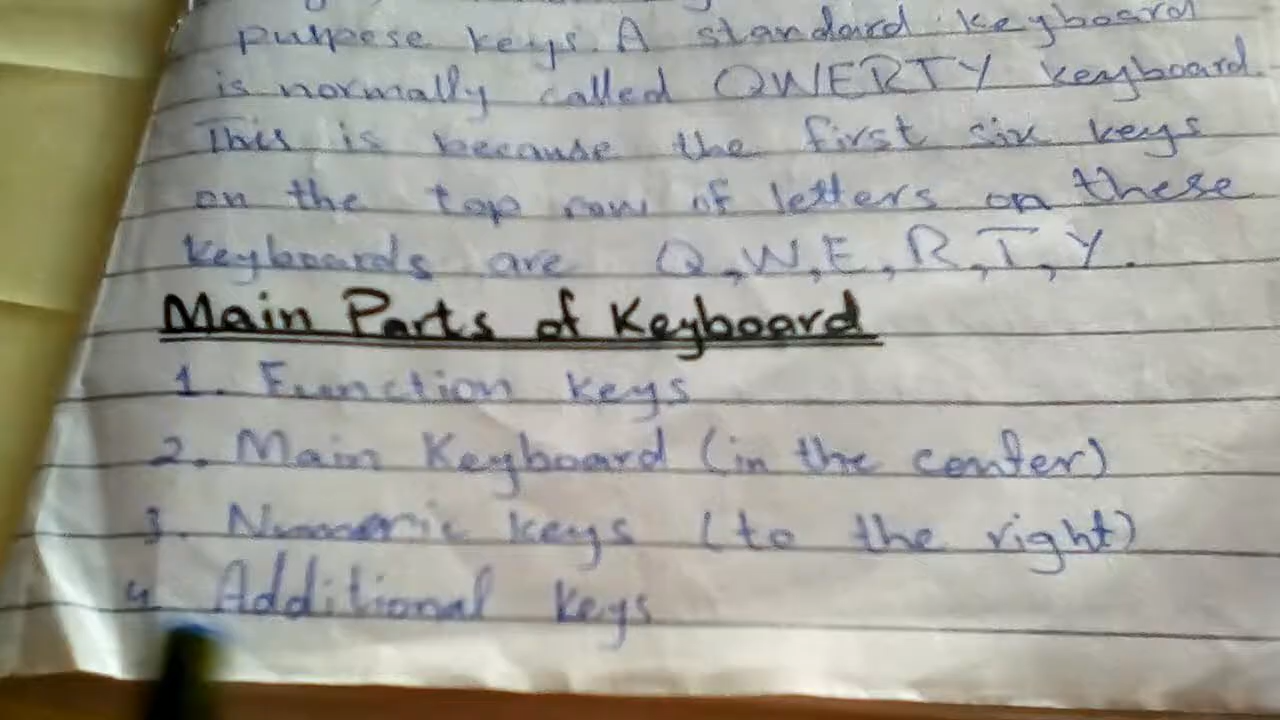 purpose keys. A standard keyboard
is normally called QWERTY keyboard.
This is because the first six keys
on the top row of letters on these
keyboards are Q,W,E,R,T,Y.
Main Parts of Keyboard
1. Function keys
2. Main Keyboard (in the center)
3. Numeric keys (to the right)
4 Additional keys